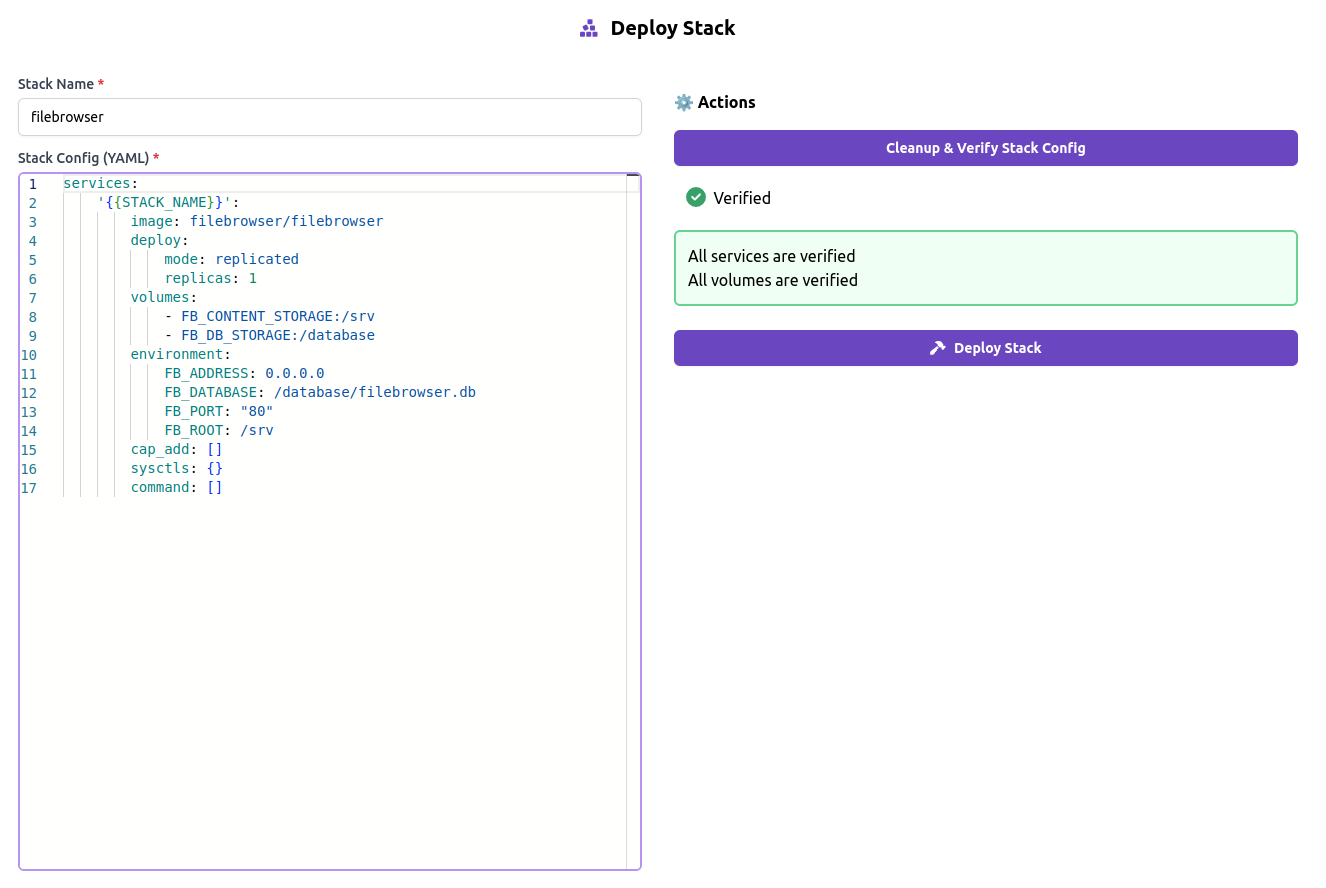 Deploy Stack
Stack Name *
filebrowser
Stack Config (YAML) *
1 services:
2     '{{STACK_NAME}}':
3         image: filebrowser/filebrowser
4         deploy:
5             mode: replicated
6             replicas: 1
7         volumes:
8             - FB_CONTENT_STORAGE:/srv
9             - FB_DB_STORAGE:/database
10         environment:
11             FB_ADDRESS: 0.0.0.0
12             FB_DATABASE: /database/filebrowser.db
13             FB_PORT: "80"
14             FB_ROOT: /srv
15         cap_add: []
16         sysctls: {}
17         command: []
Actions
Cleanup & Verify Stack Config
Verified
All services are verified
All volumes are verified
Deploy Stack